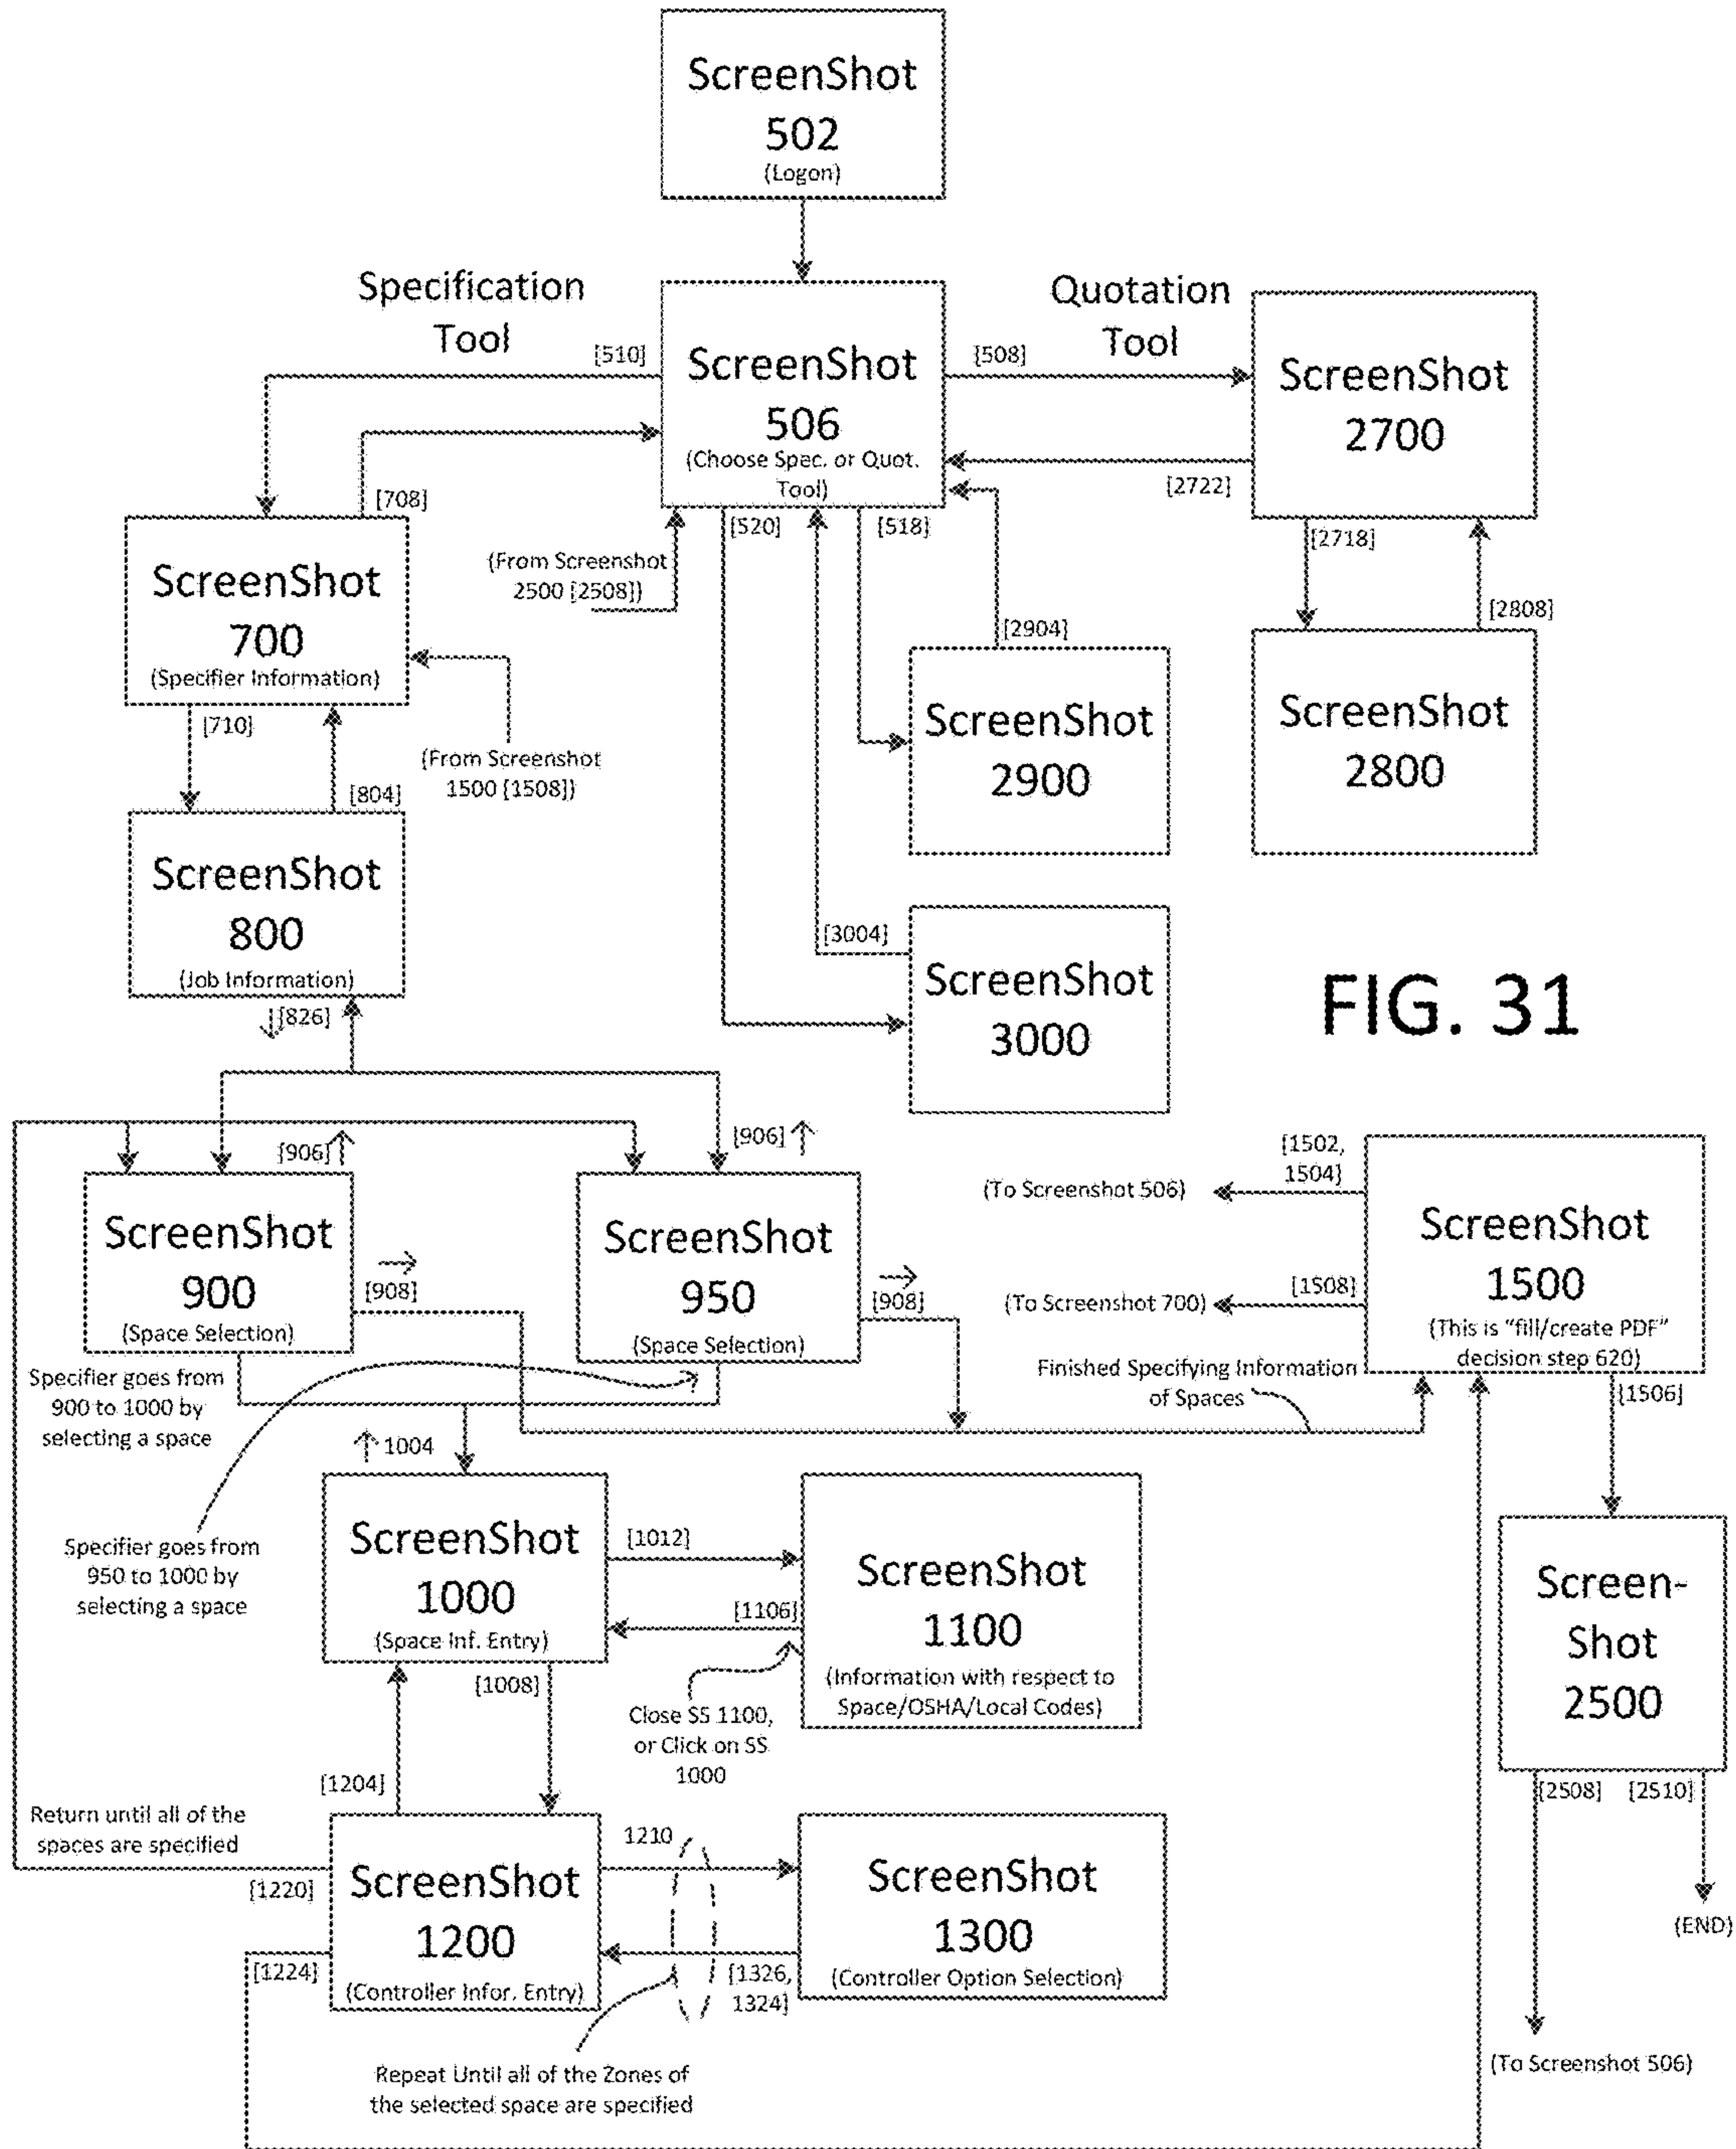 ScreenShot
502
(Logon)
Specification
Tool
Quotation
Tool
[510]
ScreenShot
506
(Choose Spec. or Quot.
Tool)
[508]
ScreenShot
2700
[708]
[2722]
[520]
[518]
[2718]
(From Screenshot
2500 [2508])
ScreenShot
700
(Specifier Information)
[2904]
[2808]
[710]
(From Screenshot
1500 [1508])
ScreenShot
2900
ScreenShot
2800
[804]
ScreenShot
800
(Job Information)
[3004]
ScreenShot
3000
FIG. 31
↓[826]
[906]↑
[906]↑
[1502,
1504]
(To Screenshot 506)
ScreenShot
900
(Space Selection)
→
[908]
ScreenShot
950
(Space Selection)
→
[908]
ScreenShot
1500
(This is "fill/create PDF"
decision step 620)
[1508]
(To Screenshot 700)
Specifier goes from
900 to 1000 by
selecting a space
Finished Specifying Information
of Spaces
[1506]
↑ 1004
Specifier goes from
950 to 1000 by
selecting a space
ScreenShot
1000
(Space Inf. Entry)
[1012]
[1106]
ScreenShot
1100
(Information with respect to
Space/OSHA/Local Codes)
Screen-
Shot
2500
[1008]
Close SS 1100,
or Click on SS
1000
[1204]
[2508]
[2510]
Return until all of the
spaces are specified
1210
[1220]
ScreenShot
1200
(Controller Infor. Entry)
ScreenShot
1300
(Controller Option Selection)
(END)
[1224]
[1326,
1324]
(To Screenshot 506)
Repeat Until all of the Zones of
the selected space are specified